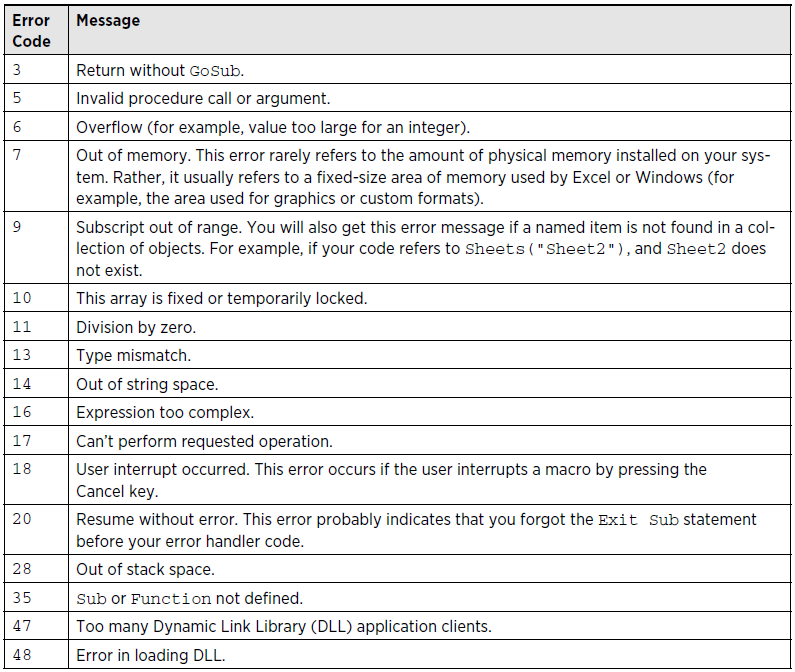 Error Message
Code
3 Return without GoSub.
5 Invalid procedure call or argument.
6 Overflow (for example, value too large for an integer).
7 Out of memory. This error rarely refers to the amount of physical memory installed on your sys-
tem. Rather, it usually refers to a fixed-size area of memory used by Excel or Windows (for
example, the area used for graphics or custom formats).
9 Subscript out of range. You will also get this error message if a named item is not found in a col-
lection of objects. For example, if your code refers to Sheets("Sheet2"), and Sheet2 does
not exist.
10 This array is fixed or temporarily locked.
11 Division by zero.
13 Type mismatch.
14 Out of string space.
16 Expression too complex.
17 Can't perform requested operation.
18 User interrupt occurred. This error occurs if the user interrupts a macro by pressing the
Cancel key.
20 Resume without error. This error probably indicates that you forgot the Exit Sub statement
before your error handler code.
28 Out of stack space.
35 Sub or Function not defined.
47 Too many Dynamic Link Library (DLL) application clients.
48 Error in loading DLL.